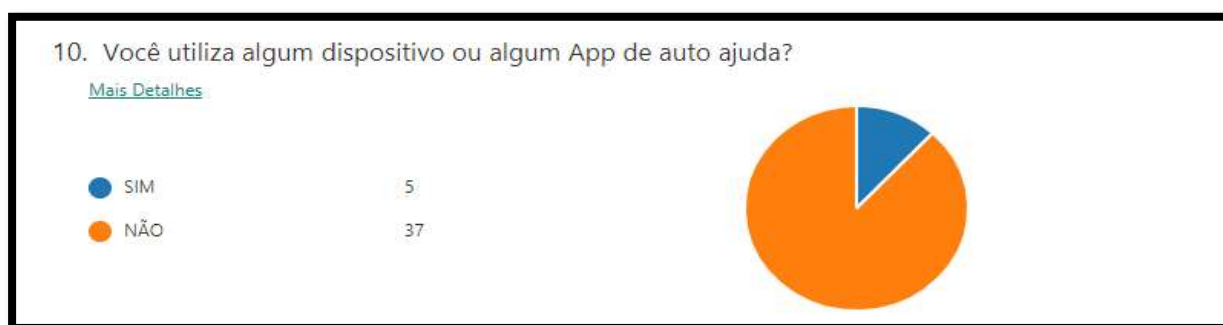 10. Você utiliza algum dispositivo ou algum App de auto ajuda?
Mais Detalhes
SIM 5
NÃO 37